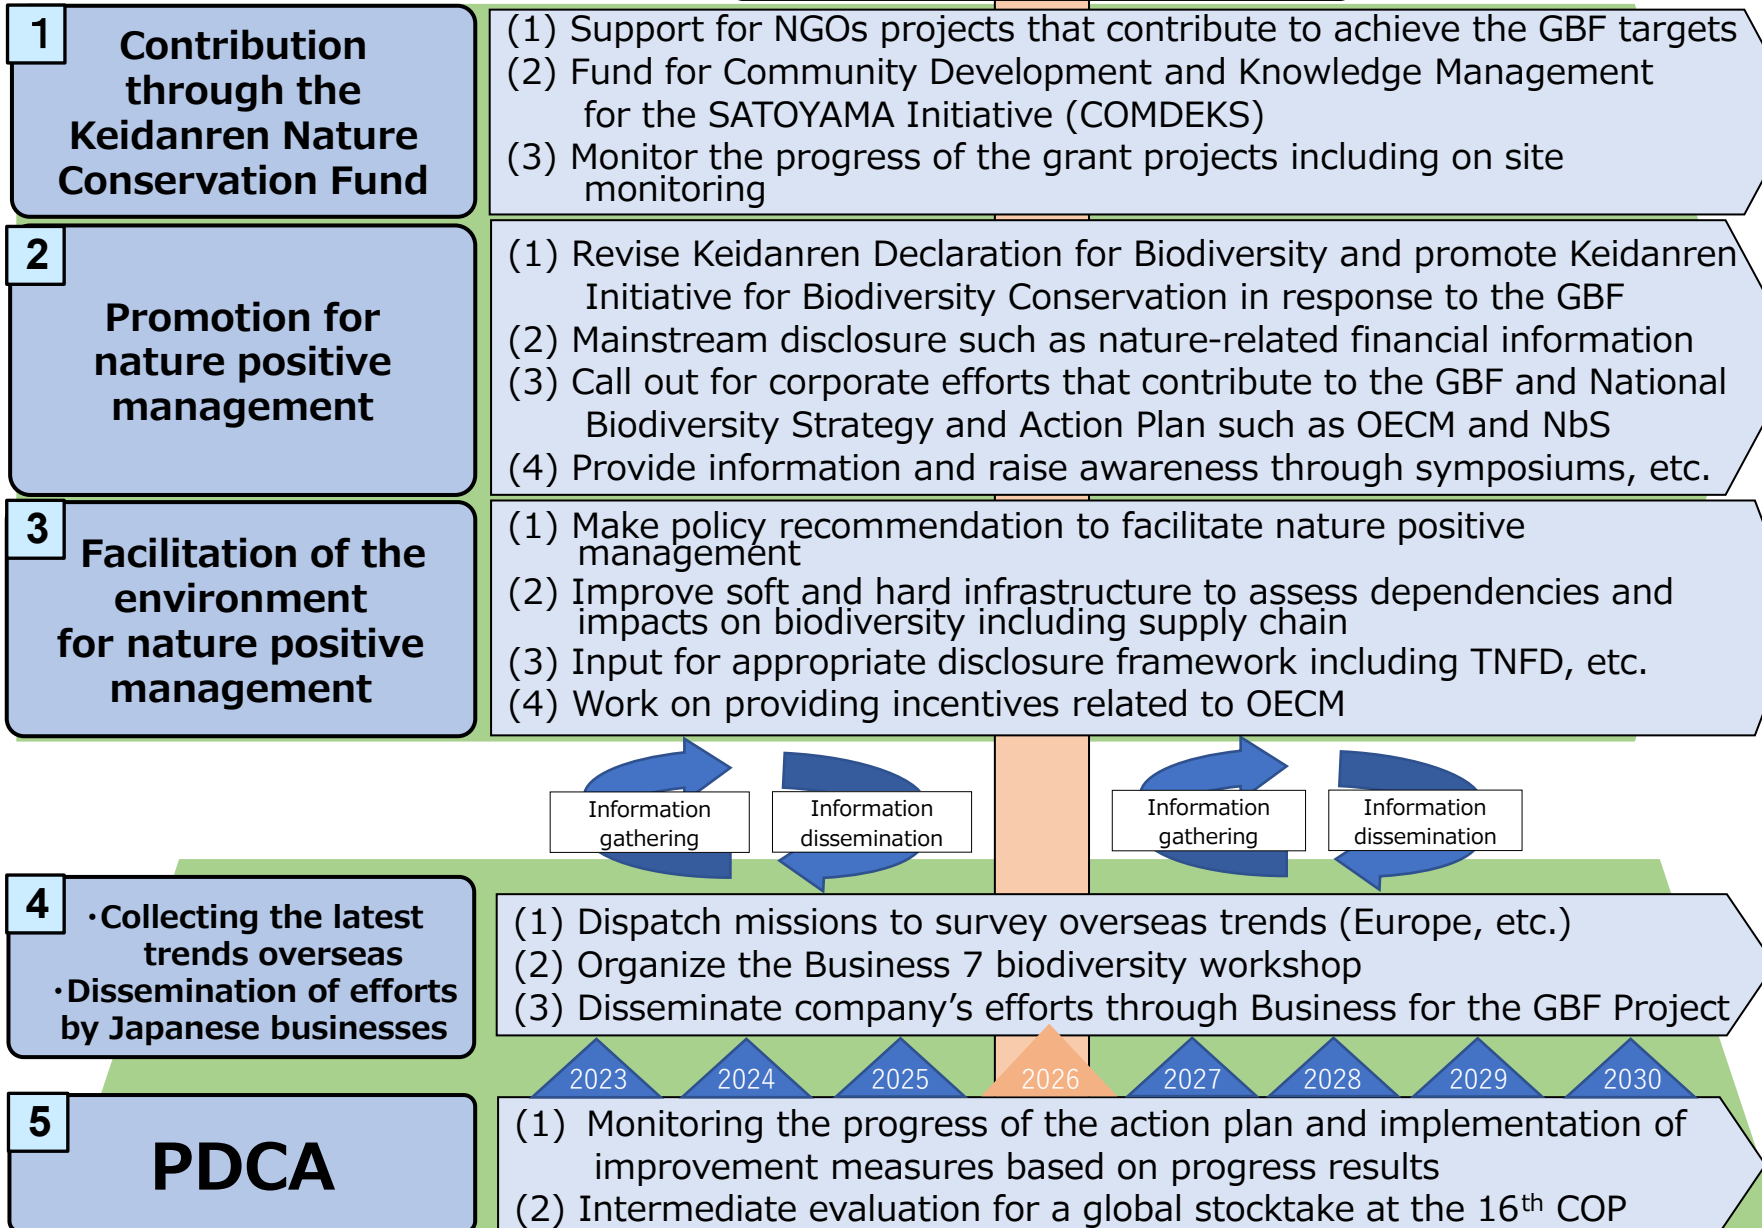 1
Contribution
through the
Keidanren Nature
Conservation Fund
(1) Support for NGOs projects that contribute to achieve the GBF targets
(2) Fund for Community Development and Knowledge Management
for the SATOYAMA Initiative (COMDEKS)
(3) Monitor the progress of the grant projects including on site
monitoring
2
Promotion for
nature positive
management
(1) Revise Keidanren Declaration for Biodiversity and promote Keidanren
Initiative for Biodiversity Conservation in response to the GBF
(2) Mainstream disclosure such as nature-related financial information
(3) Call out for corporate efforts that contribute to the GBF and National
Biodiversity Strategy and Action Plan such as OECM and NbS
(4) Provide information and raise awareness through symposiums, etc.
3
Facilitation of the
environment
for nature positive
management
(1) Make policy recommendation to facilitate nature positive
management
(2) Improve soft and hard infrastructure to assess dependencies and
impacts on biodiversity including supply chain
(3) Input for appropriate disclosure framework including TNFD, etc.
(4) Work on providing incentives related to OECM
Information
gathering
Information
dissemination
Information
gathering
Information
dissemination
4
・Collecting the latest
trends overseas
・Dissemination of efforts
by Japanese businesses
(1) Dispatch missions to survey overseas trends (Europe, etc.)
(2) Organize the Business 7 biodiversity workshop
(3) Disseminate company's efforts through Business for the GBF Project
2023 2024 2025 2026 2027 2028 2029 2030
5
PDCA
(1) Monitoring the progress of the action plan and implementation of
improvement measures based on progress results
(2) Intermediate evaluation for a global stocktake at the 16th COP